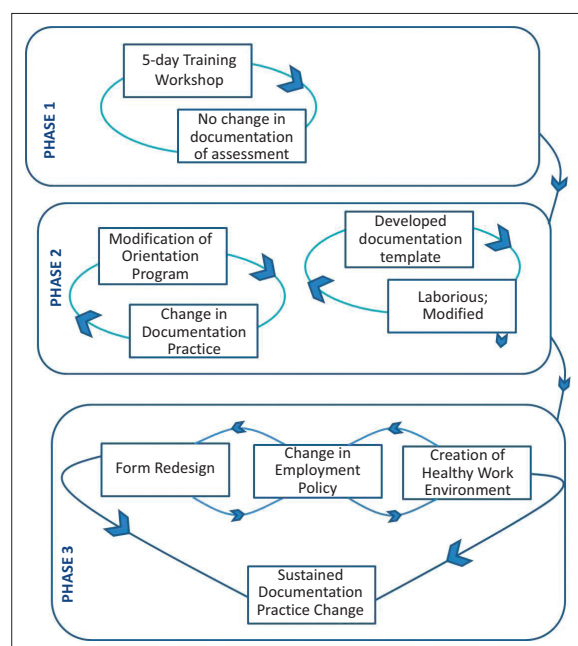 PHASE 1
5-day Training
Workshop
No change in
documentation
of assessment
PHASE 2
Modification of
Orientation
Program
Change in
Documentation
Practice
Developed
documentation
template
Laborious;
Modified
PHASE 3
Form Redesign
Change in
Employment
Policy
Creation of
Healthy Work
Environment
Sustained
Documentation
Practice Change